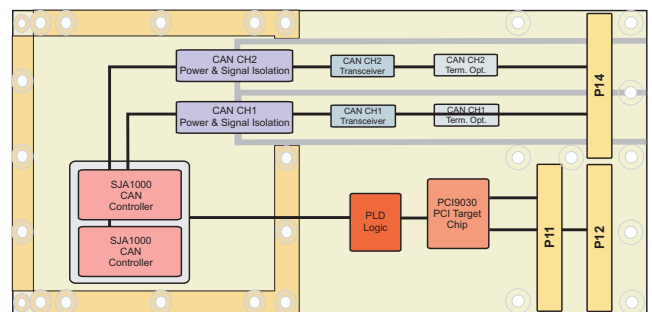 CAN CH2
Power & Signal Isolation
CAN CH2
Transceiver
CAN CH2
Term. Opt.
CAN CH1
Power & Signal Isolation
CAN CH1
Transceiver
CAN CH1
Term. Opt.
P14
SJA1000
CAN
Controller
SJA1000
CAN
Controller
PLD
Logic
PCI9030
PCI Target
Chip
P11
P12